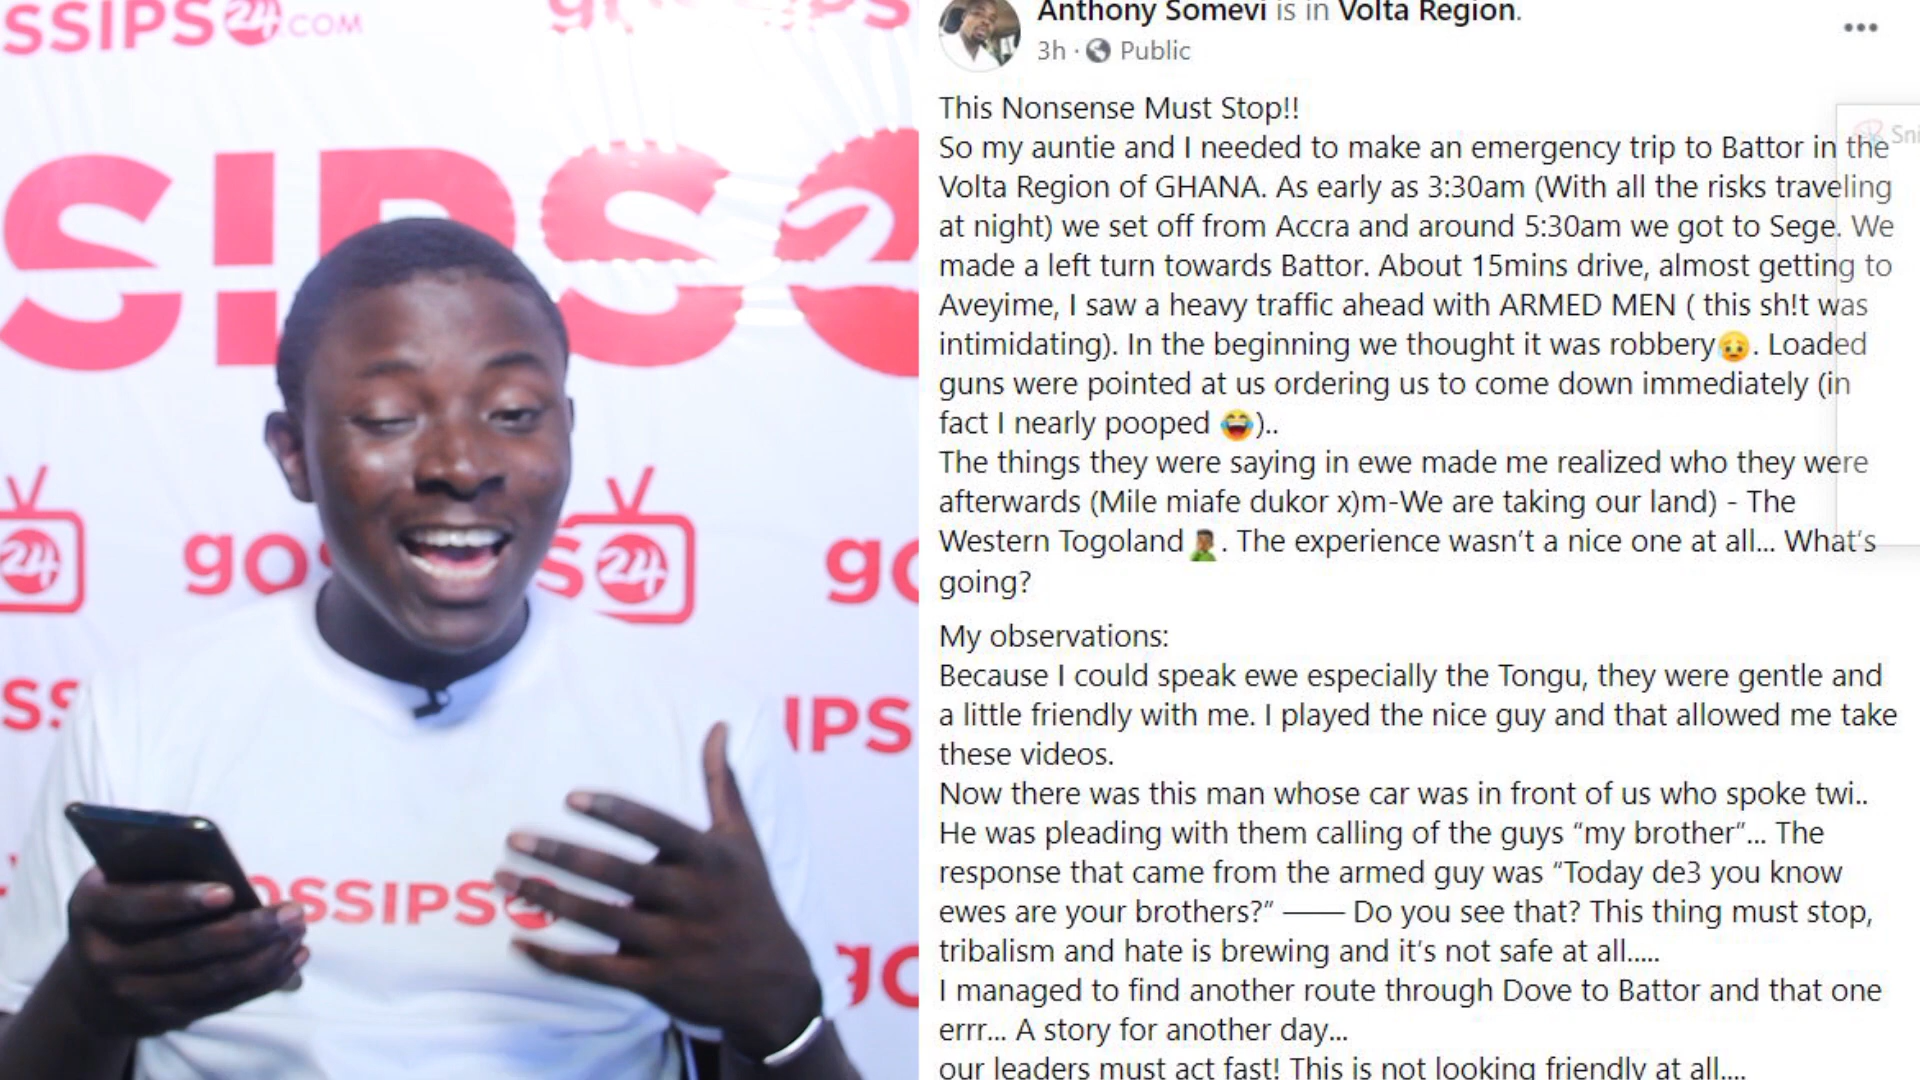 SSIPS24.COM
GOSSIPS
SIPS2
24
gos
S24
go
SS
IPS
OSSIPS
Anthony Somevi is in Volta Region.
3h · Public
This Nonsense Must Stop!!
So my auntie and I needed to make an emergency trip to Battor in the
Volta Region of GHANA. As early as 3:30am (With all the risks traveling
at night) we set off from Accra and around 5:30am we got to Sege. We
made a left turn towards Battor. About 15mins drive, almost getting to
Aveyime, I saw a heavy traffic ahead with ARMED MEN ( this sh!t was
intimidating). In the beginning we thought it was robbery😥. Loaded
guns were pointed at us ordering us to come down immediately (in
fact I nearly pooped 😂)..
The things they were saying in ewe made me realized who they were
afterwards (Mile miafe dukor x)m-We are taking our land) - The
Western Togoland🤦🏾‍♂️. The experience wasn't a nice one at all... What's
going?
My observations:
Because I could speak ewe especially the Tongu, they were gentle and
a little friendly with me. I played the nice guy and that allowed me take
these videos.
Now there was this man whose car was in front of us who spoke twi..
He was pleading with them calling of the guys “my brother”... The
response that came from the armed guy was “Today de3 you know
ewes are your brothers?” —— Do you see that? This thing must stop,
tribalism and hate is brewing and it's not safe at all.....
I managed to find another route through Dove to Battor and that one
errr... A story for another day...
our leaders must act fast! This is not looking friendly at all....
Sni